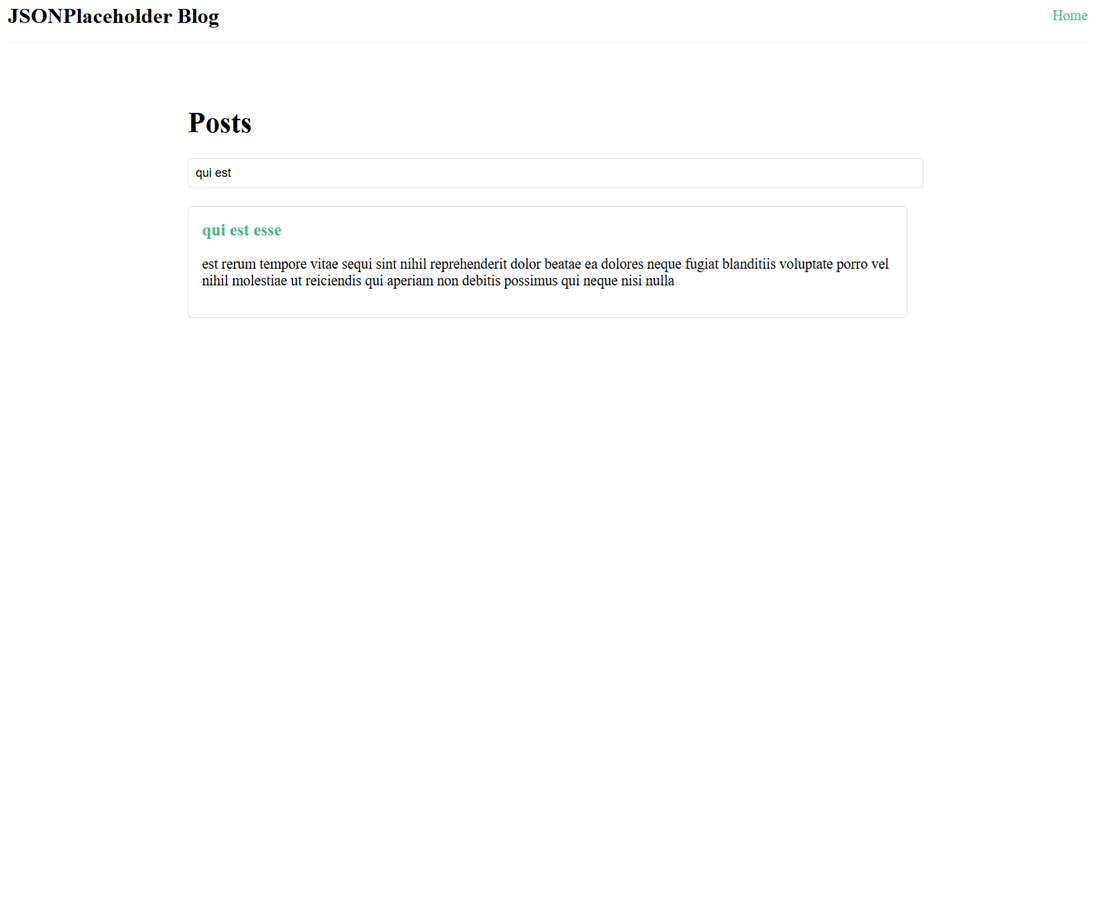 JSONPlaceholder Blog
Home
Posts
qui est
qui est esse
est rerum tempore vitae sequi sint nihil reprehenderit dolor beatae ea dolores neque fugiat blanditiis voluptate porro vel
nihil molestiae ut reiciendis qui aperiam non debitis possimus qui neque nisi nulla